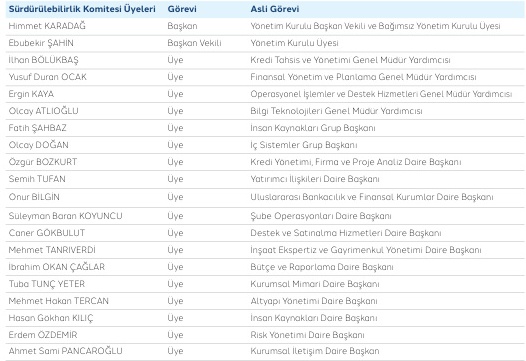 Sürdürülebilirlik Komitesi Üyeleri Görevi Asli Görevi
Himmet KARADAĞ Başkan Yönetim Kurulu Başkan Vekili ve Bağımsız Yönetim Kurulu Üyesi
Ebubekir ŞAHİN Başkan Vekili Yönetim Kurulu Üyesi
İlhan BÖLÜKBAŞ Üye Kredi Tahsis ve Yönetimi Genel Müdür Yardımcısı
Yusuf Duran OCAK Üye Finansal Yönetim ve Planlama Genel Müdür Yardımcısı
Ergin KAYA Üye Operasyonel İşlemler ve Destek Hizmetleri Genel Müdür Yardımcısı
Olcay ATLIOĞLU Üye Bilgi Teknolojileri Genel Müdür Yardımcısı
Fatih ŞAHBAZ Üye İnsan Kaynakları Grup Başkanı
Olcay DOĞAN Üye İç Sistemler Grup Başkanı
Özgür BOZKURT Üye Kredi Yönetimi, Firma ve Proje Analiz Daire Başkanı
Semih TUFAN Üye Yatırımcı İlişkileri Daire Başkanı
Onur BİLGİN Üye Uluslararası Bankacılık ve Finansal Kurumlar Daire Başkanı
Süleyman Baran KOYUNCU Üye Şube Operasyonları Daire Başkanı
Caner GÖKBULUT Üye Destek ve Satınalma Hizmetleri Daire Başkanı
Mehmet TANRIVERDİ Üye İnşaat Ekspertiz ve Gayrimenkul Yönetimi Daire Başkanı
İbrahim OKAN ÇAĞLAR Üye Bütçe ve Raporlama Daire Başkanı
Tuba TUNÇ YETER Üye Kurumsal Mimari Daire Başkanı
Mehmet Hakan TERCAN Üye Altyapı Yönetimi Daire Başkanı
Hasan Gökhan KILIÇ Üye İnsan Kaynakları Daire Başkanı
Erdem ÖZDEMİR Üye Risk Yönetimi Daire Başkanı
Ahmet Sami PANCAROĞLU Üye Kurumsal İletişim Daire Başkanı